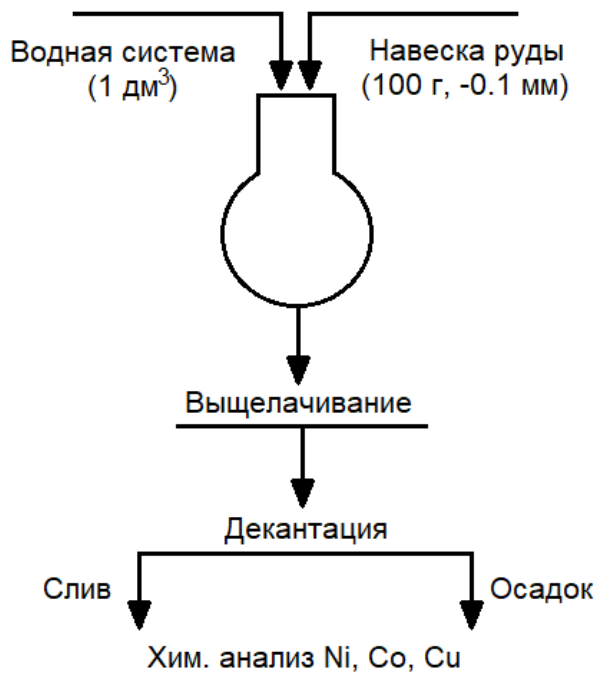 Водная система
(1 дм³)
Навеска руды
(100 г, -0.1 мм)
Выщелачивание
Декантация
Слив
Осадок
Хим. анализ Ni, Co, Cu